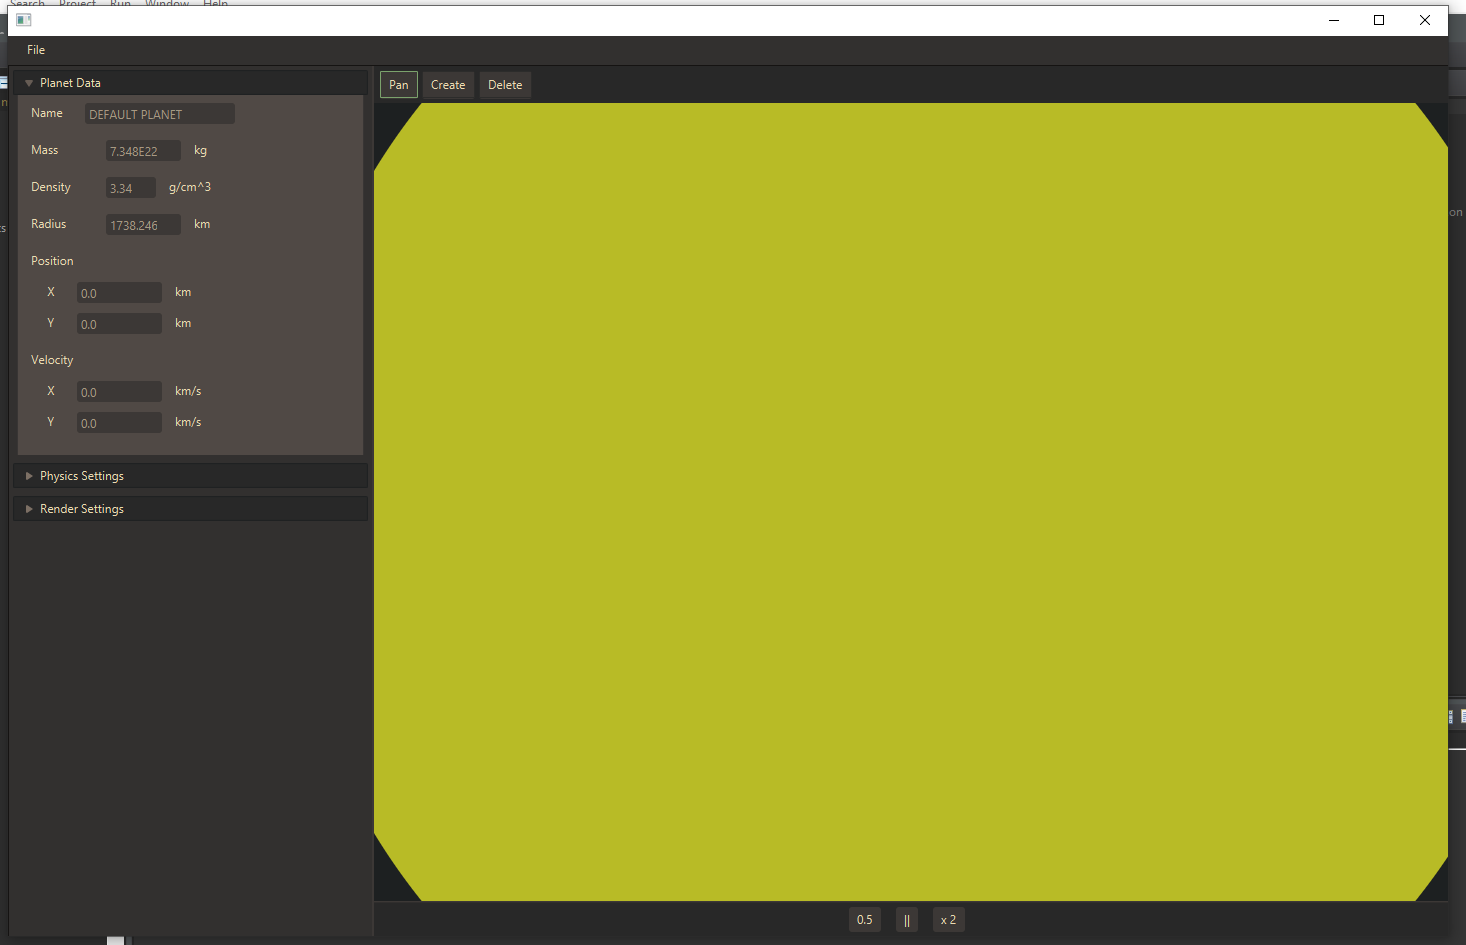 Search Project Run Window Help
File
Planet Data
Name DEFAULT PLANET
Mass 7.348E22 kg
Density 3.34 g/cm^3
Radius 1738.246 km
Position
X 0.0 km
Y 0.0 km
Velocity
X 0.0 km/s
Y 0.0 km/s
Physics Settings
Render Settings
Pan Create Delete
0.5 || x 2
on